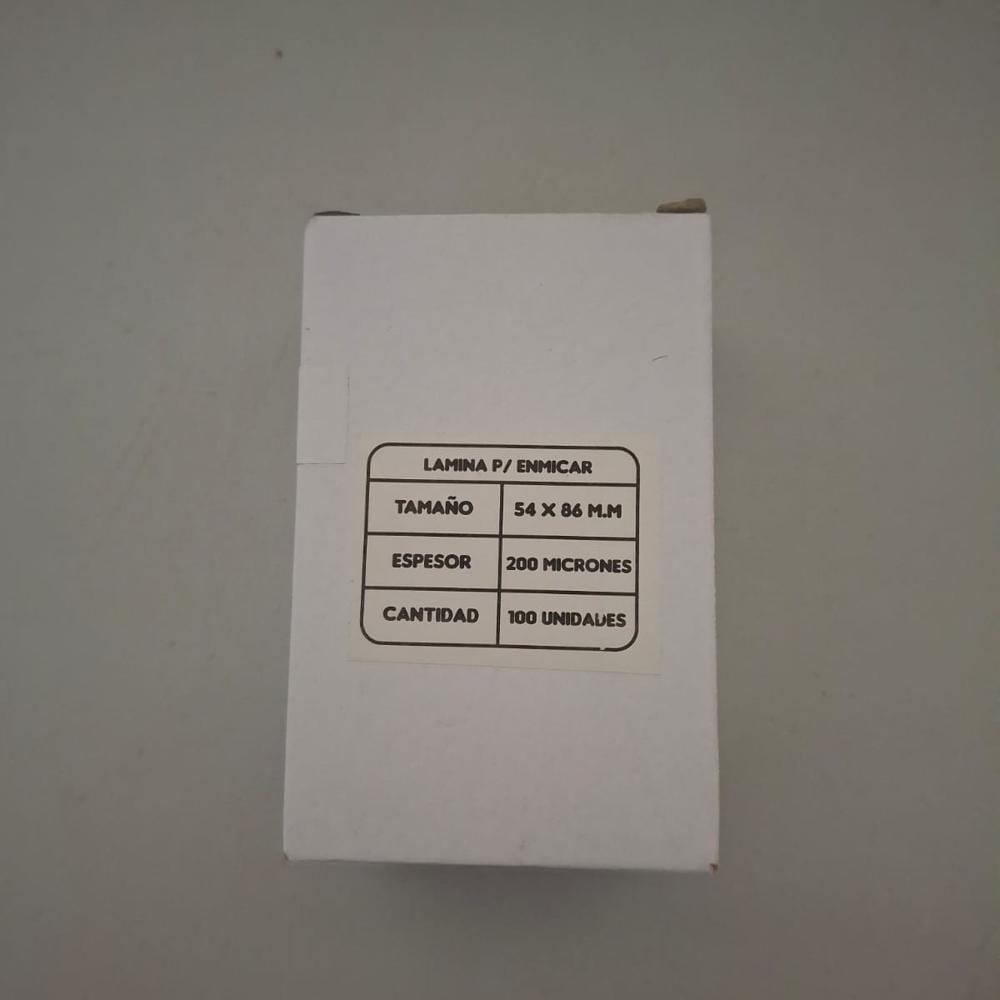 LAMINA P/ ENMICAR
TAMAÑO 54 X 86 M.M
ESPESOR 200 MICRONES
CANTIDAD 100 UNIDADES